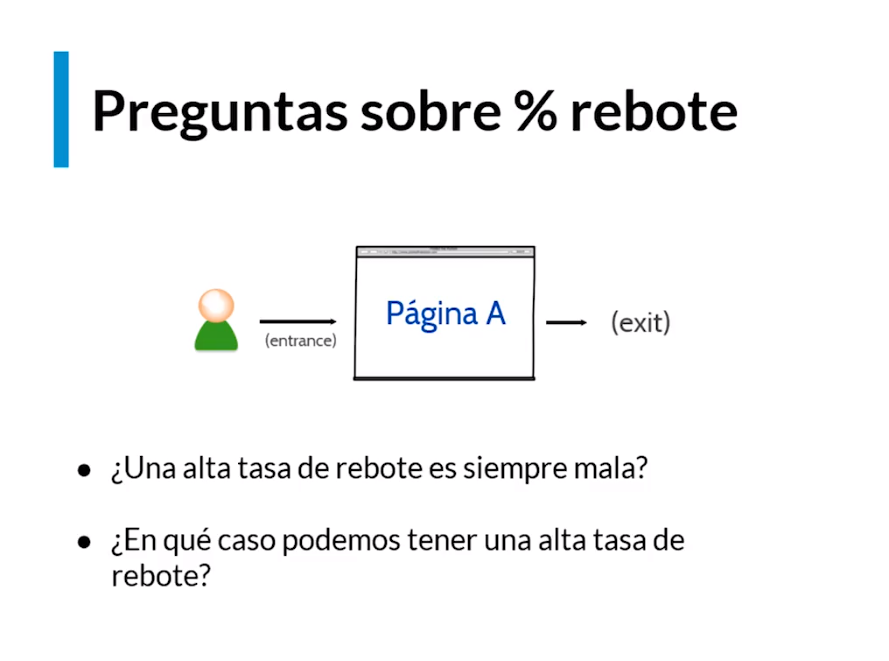 Preguntas sobre % rebote
Página A
(entrance)
(exit)
● ¿Una alta tasa de rebote es siempre mala?
● ¿En qué caso podemos tener una alta tasa de
rebote?